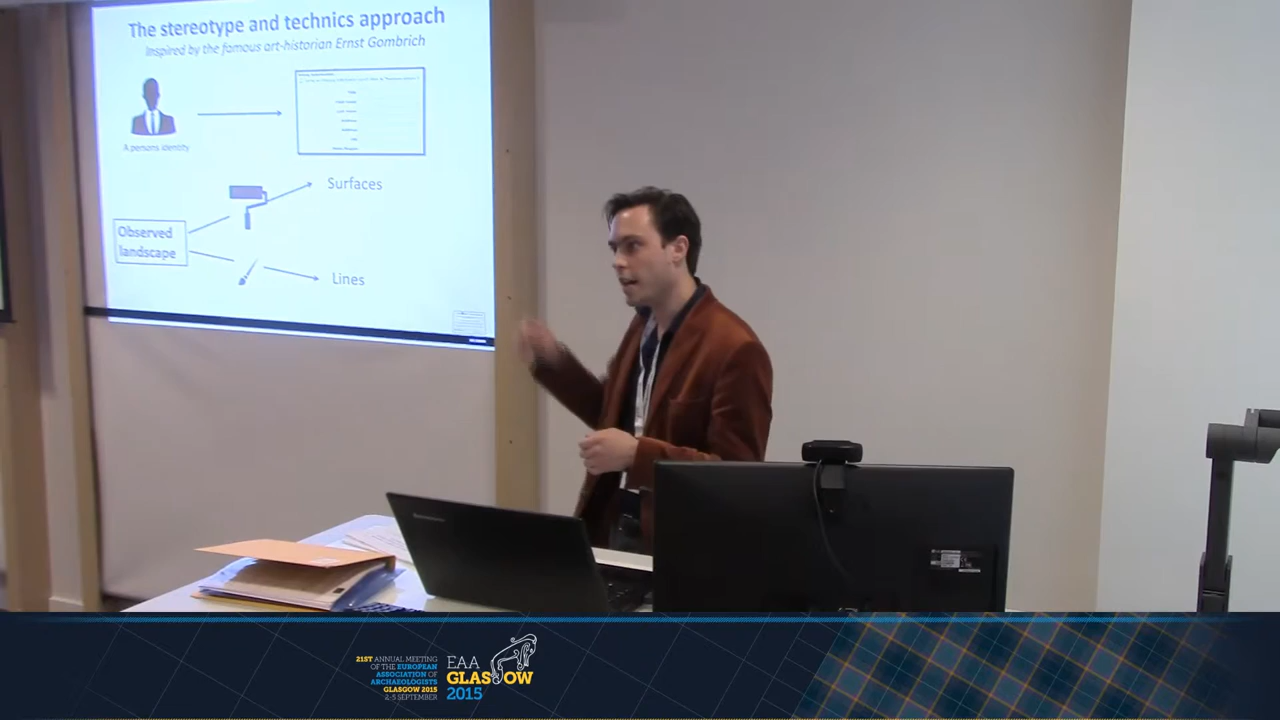 The stereotype and technics approach
Inspired by the famous art-historian Ernst Gombrich
A persons identity
Surfaces
Observed
landscape
Lines
21ST ANNUAL MEETING
OF THE EUROPEAN
ASSOCIATION OF
ARCHAEOLOGISTS
GLASGOW 2015
2-5 SEPTEMBER
EAA
GLASGOW
2015